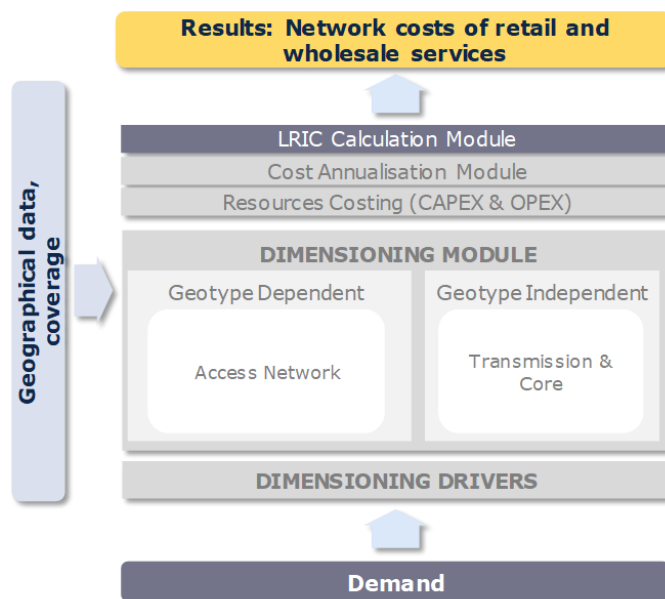 Results: Network costs of retail and
wholesale services
Geographical data,
coverage
LRIC Calculation Module
Cost Annualisation Module
Resources Costing (CAPEX & OPEX)
DIMENSIONING MODULE
Geotype Dependent
Geotype Independent
Access Network
Transmission &
Core
DIMENSIONING DRIVERS
Demand